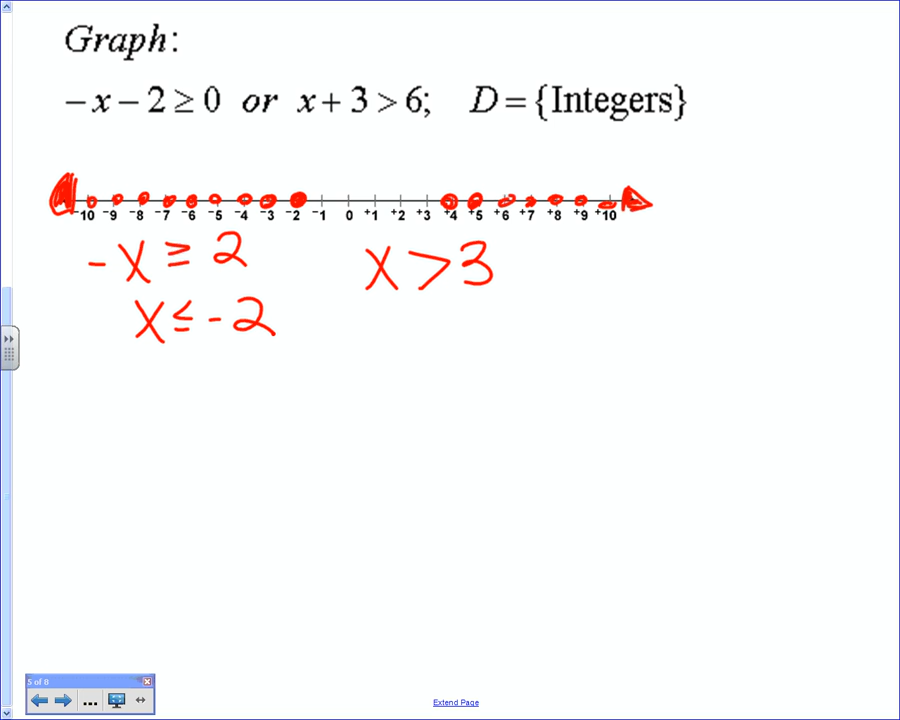 Graph:
−x − 2 ≥ 0 or x + 3 > 6; D = {Integers}
-10 -9 -8 -7 -6 -5 -4 -3 -2 -1 0 +1 +2 +3 +4 +5 +6 +7 +8 +9 +10
-x ≥ 2 x > 3
x ≤ -2
5 of 8
...
Extend Page